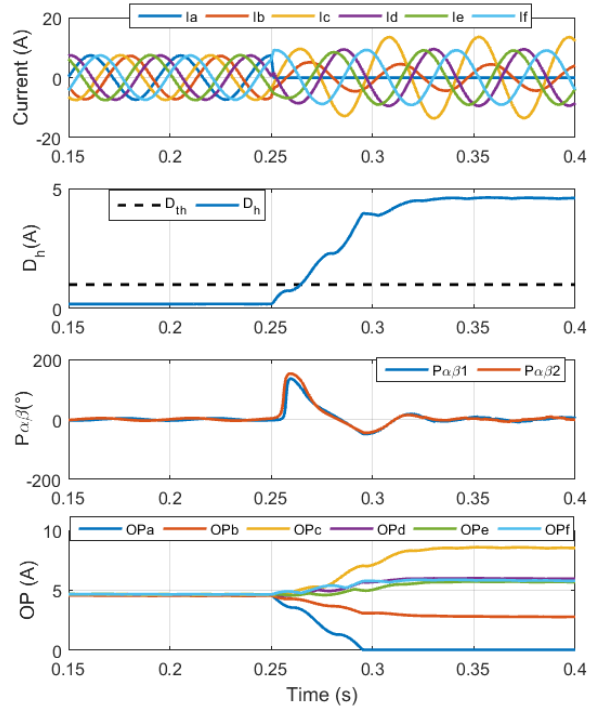 Ia Ib Ic Id Ie If
Current (A)
20
0
-20
0.15 0.2 0.25 0.3 0.35 0.4
D_th D_h
D_h(A)
5
0
0.15 0.2 0.25 0.3 0.35 0.4
Pαβ1 Pαβ2
Pαβ(°)
200
0
-200
0.15 0.2 0.25 0.3 0.35 0.4
OPa OPb OPc OPd OPe OPf
OP (A)
10
5
0
0.15 0.2 0.25 0.3 0.35 0.4
Time (s)